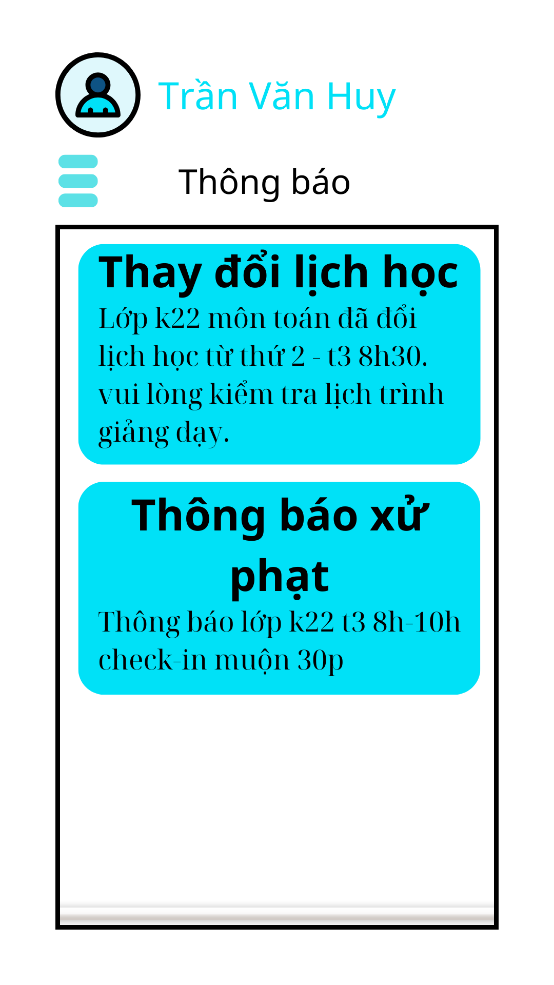 Trần Văn Huy
Thông báo
Thay đổi lịch học
Lớp k22 môn toán đã đổi
lịch học từ thứ 2 - t3 8h30.
vui lòng kiểm tra lịch trình
giảng dạy.
Thông báo xử
phạt
Thông báo lớp k22 t3 8h-10h
check-in muộn 30p